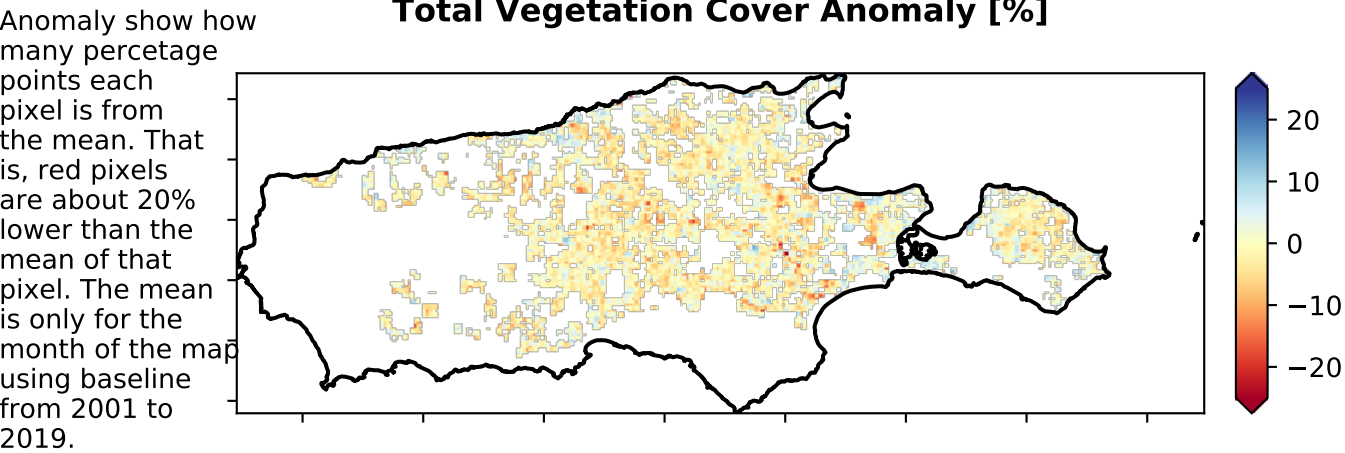 Total Vegetation Cover Anomaly [%]
Anomaly show how
many percetage
points each
pixel is from
the mean. That
is, red pixels
are about 20%
lower than the
mean of that
pixel. The mean
is only for the
month of the map
using baseline
from 2001 to
2019.
20
10
0
−10
−20